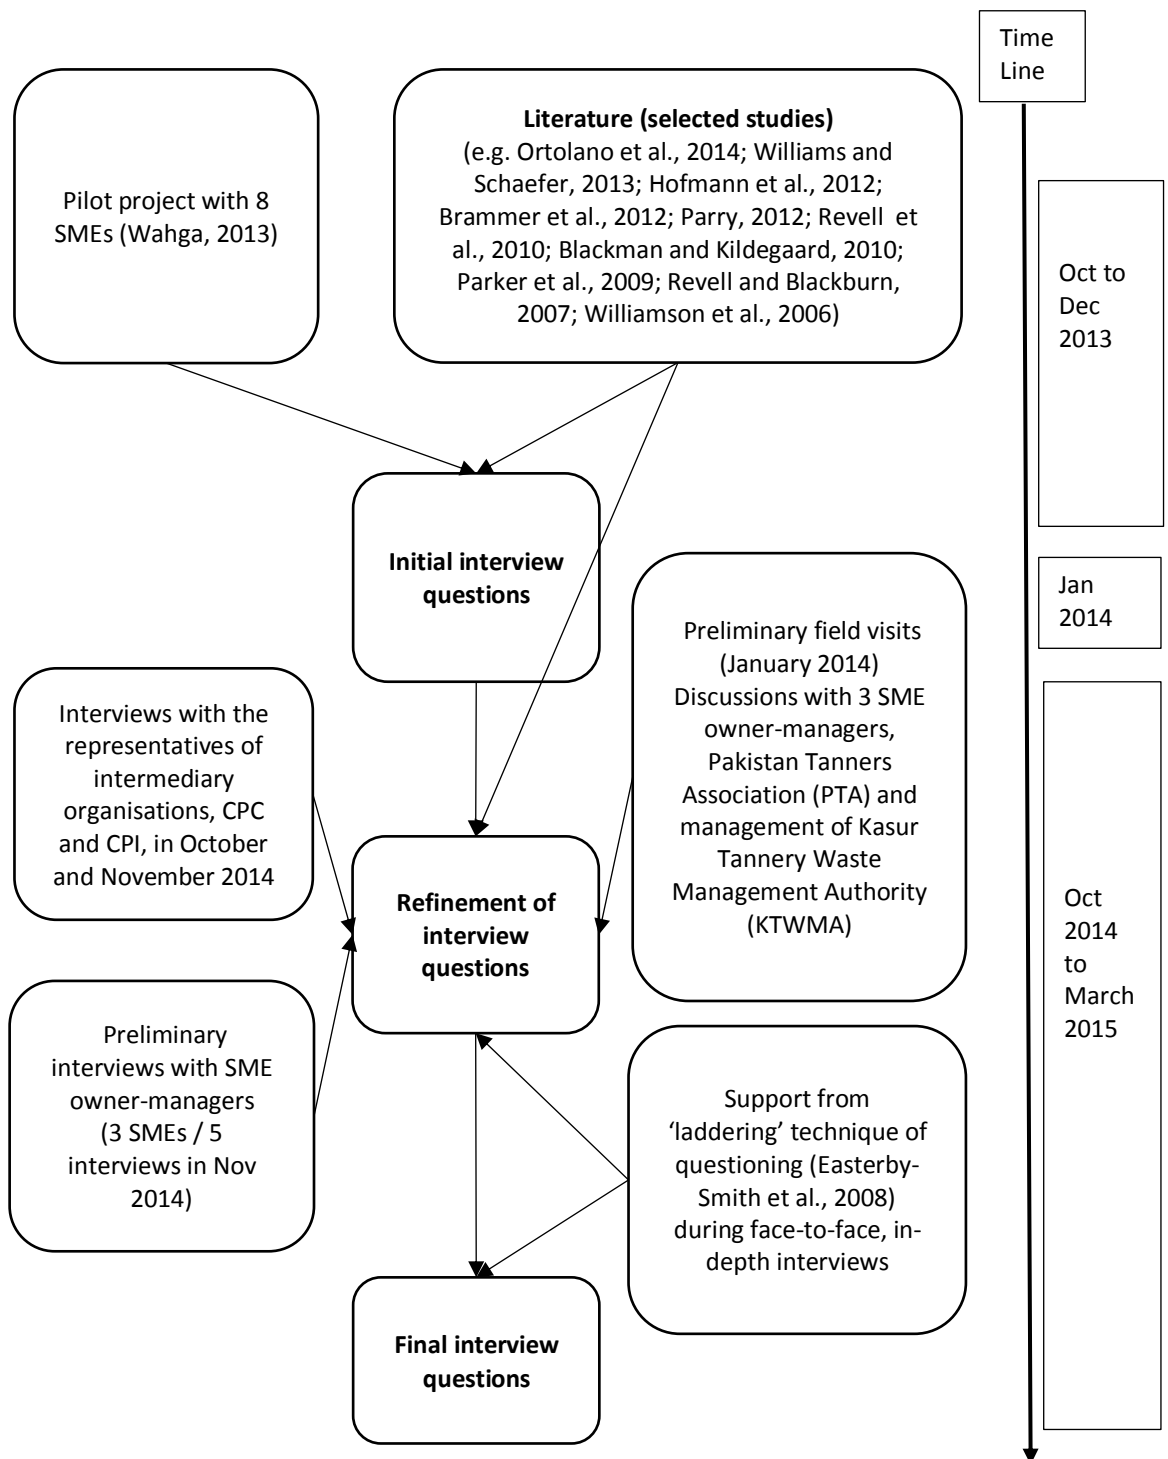 Time
Line
Pilot project with 8
SMEs (Wahga, 2013)
Literature (selected studies)
(e.g. Ortolano et al., 2014; Williams and
Schaefer, 2013; Hofmann et al., 2012;
Brammer et al., 2012; Parry, 2012; Revell et
al., 2010; Blackman and Kildegaard, 2010;
Parker et al., 2009; Revell and Blackburn,
2007; Williamson et al., 2006)
Oct to
Dec
2013
Initial interview
questions
Jan
2014
Preliminary field visits
(January 2014)
Discussions with 3 SME
owner-managers,
Pakistan Tanners
Association (PTA) and
management of Kasur
Tannery Waste
Management Authority
(KTWMA)
Interviews with the
representatives of
intermediary
organisations, CPC
and CPI, in October
and November 2014
Refinement of
interview
questions
Oct
2014
to
March
2015
Preliminary
interviews with SME
owner-managers
(3 SMEs / 5
interviews in Nov
2014)
Support from
‘laddering’ technique of
questioning (Easterby-
Smith et al., 2008)
during face-to-face, in-
depth interviews
Final interview
questions